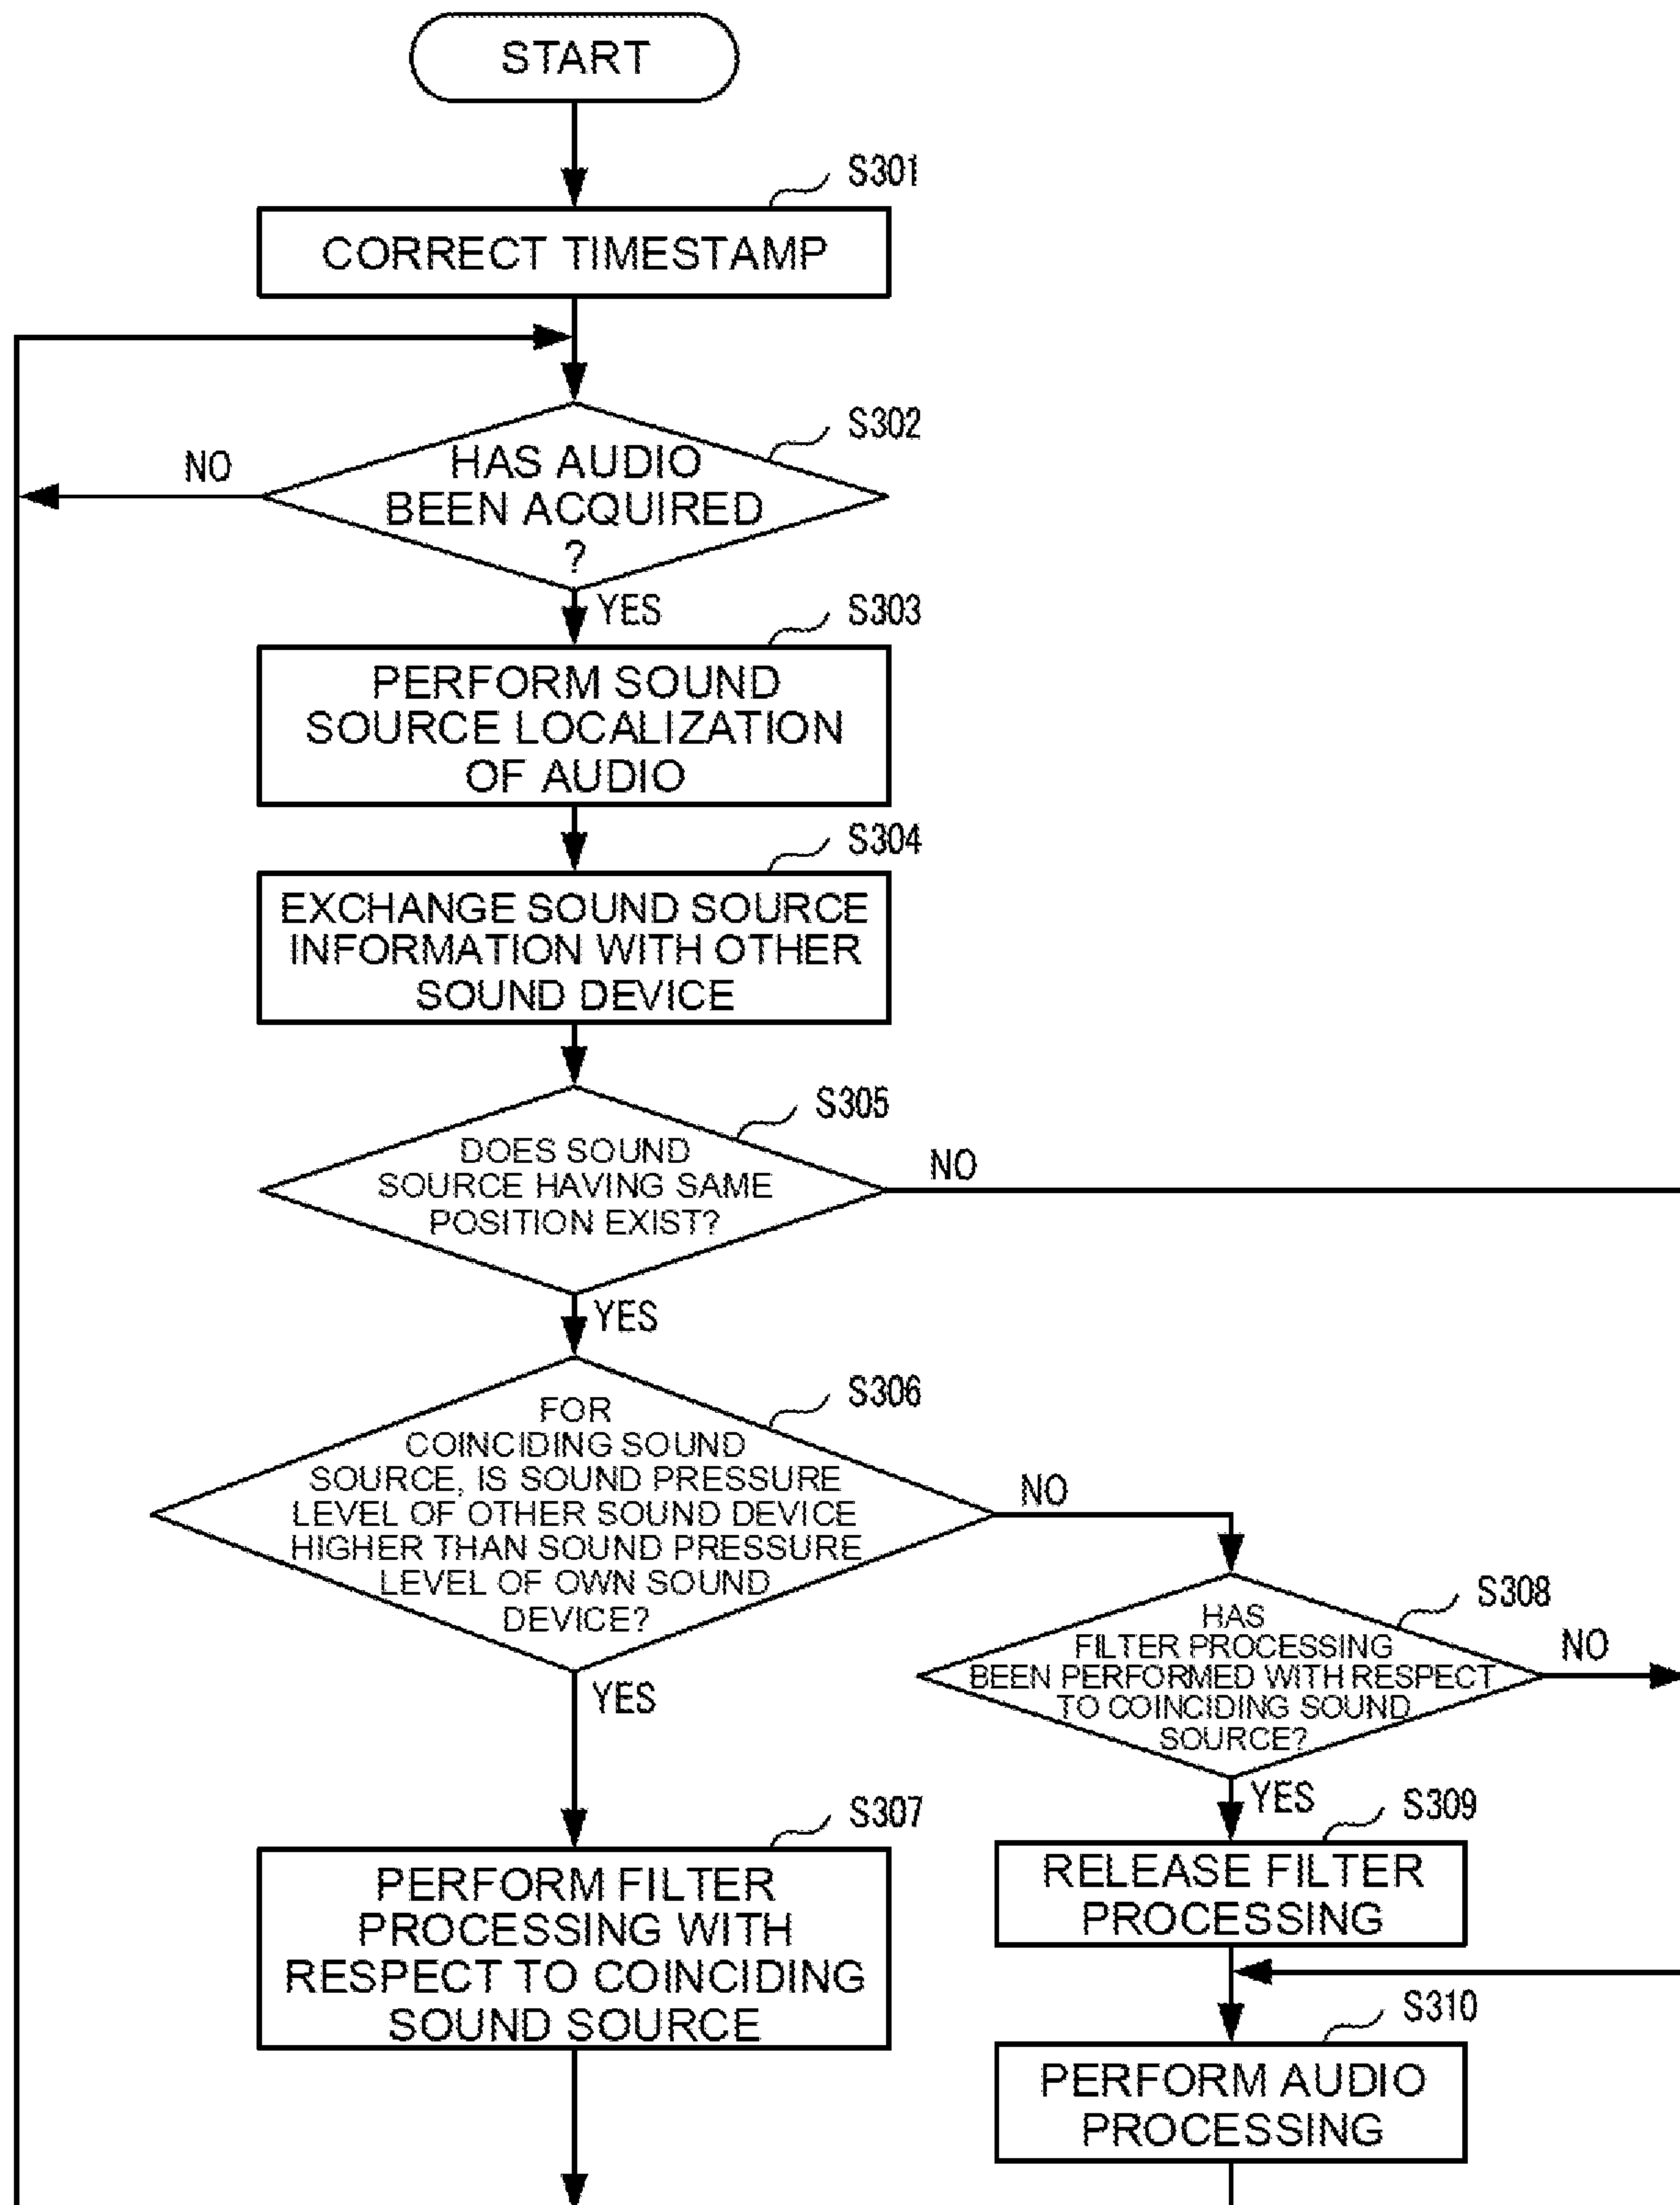 START
S301
CORRECT TIMESTAMP
S302
NO
HAS AUDIO
BEEN ACQUIRED
?
YES
S303
PERFORM SOUND
SOURCE LOCALIZATION
OF AUDIO
S304
EXCHANGE SOUND SOURCE
INFORMATION WITH OTHER
SOUND DEVICE
S305
DOES SOUND
SOURCE HAVING SAME
POSITION EXIST?
NO
YES
S306
FOR
COINCIDING SOUND
SOURCE, IS SOUND PRESSURE
LEVEL OF OTHER SOUND DEVICE
HIGHER THAN SOUND PRESSURE
LEVEL OF OWN SOUND
DEVICE?
NO
YES
S308
HAS
FILTER PROCESSING
BEEN PERFORMED WITH RESPECT
TO COINCIDING SOUND
SOURCE?
NO
YES
S307
PERFORM FILTER
PROCESSING WITH
RESPECT TO COINCIDING
SOUND SOURCE
S309
RELEASE FILTER
PROCESSING
S310
PERFORM AUDIO
PROCESSING